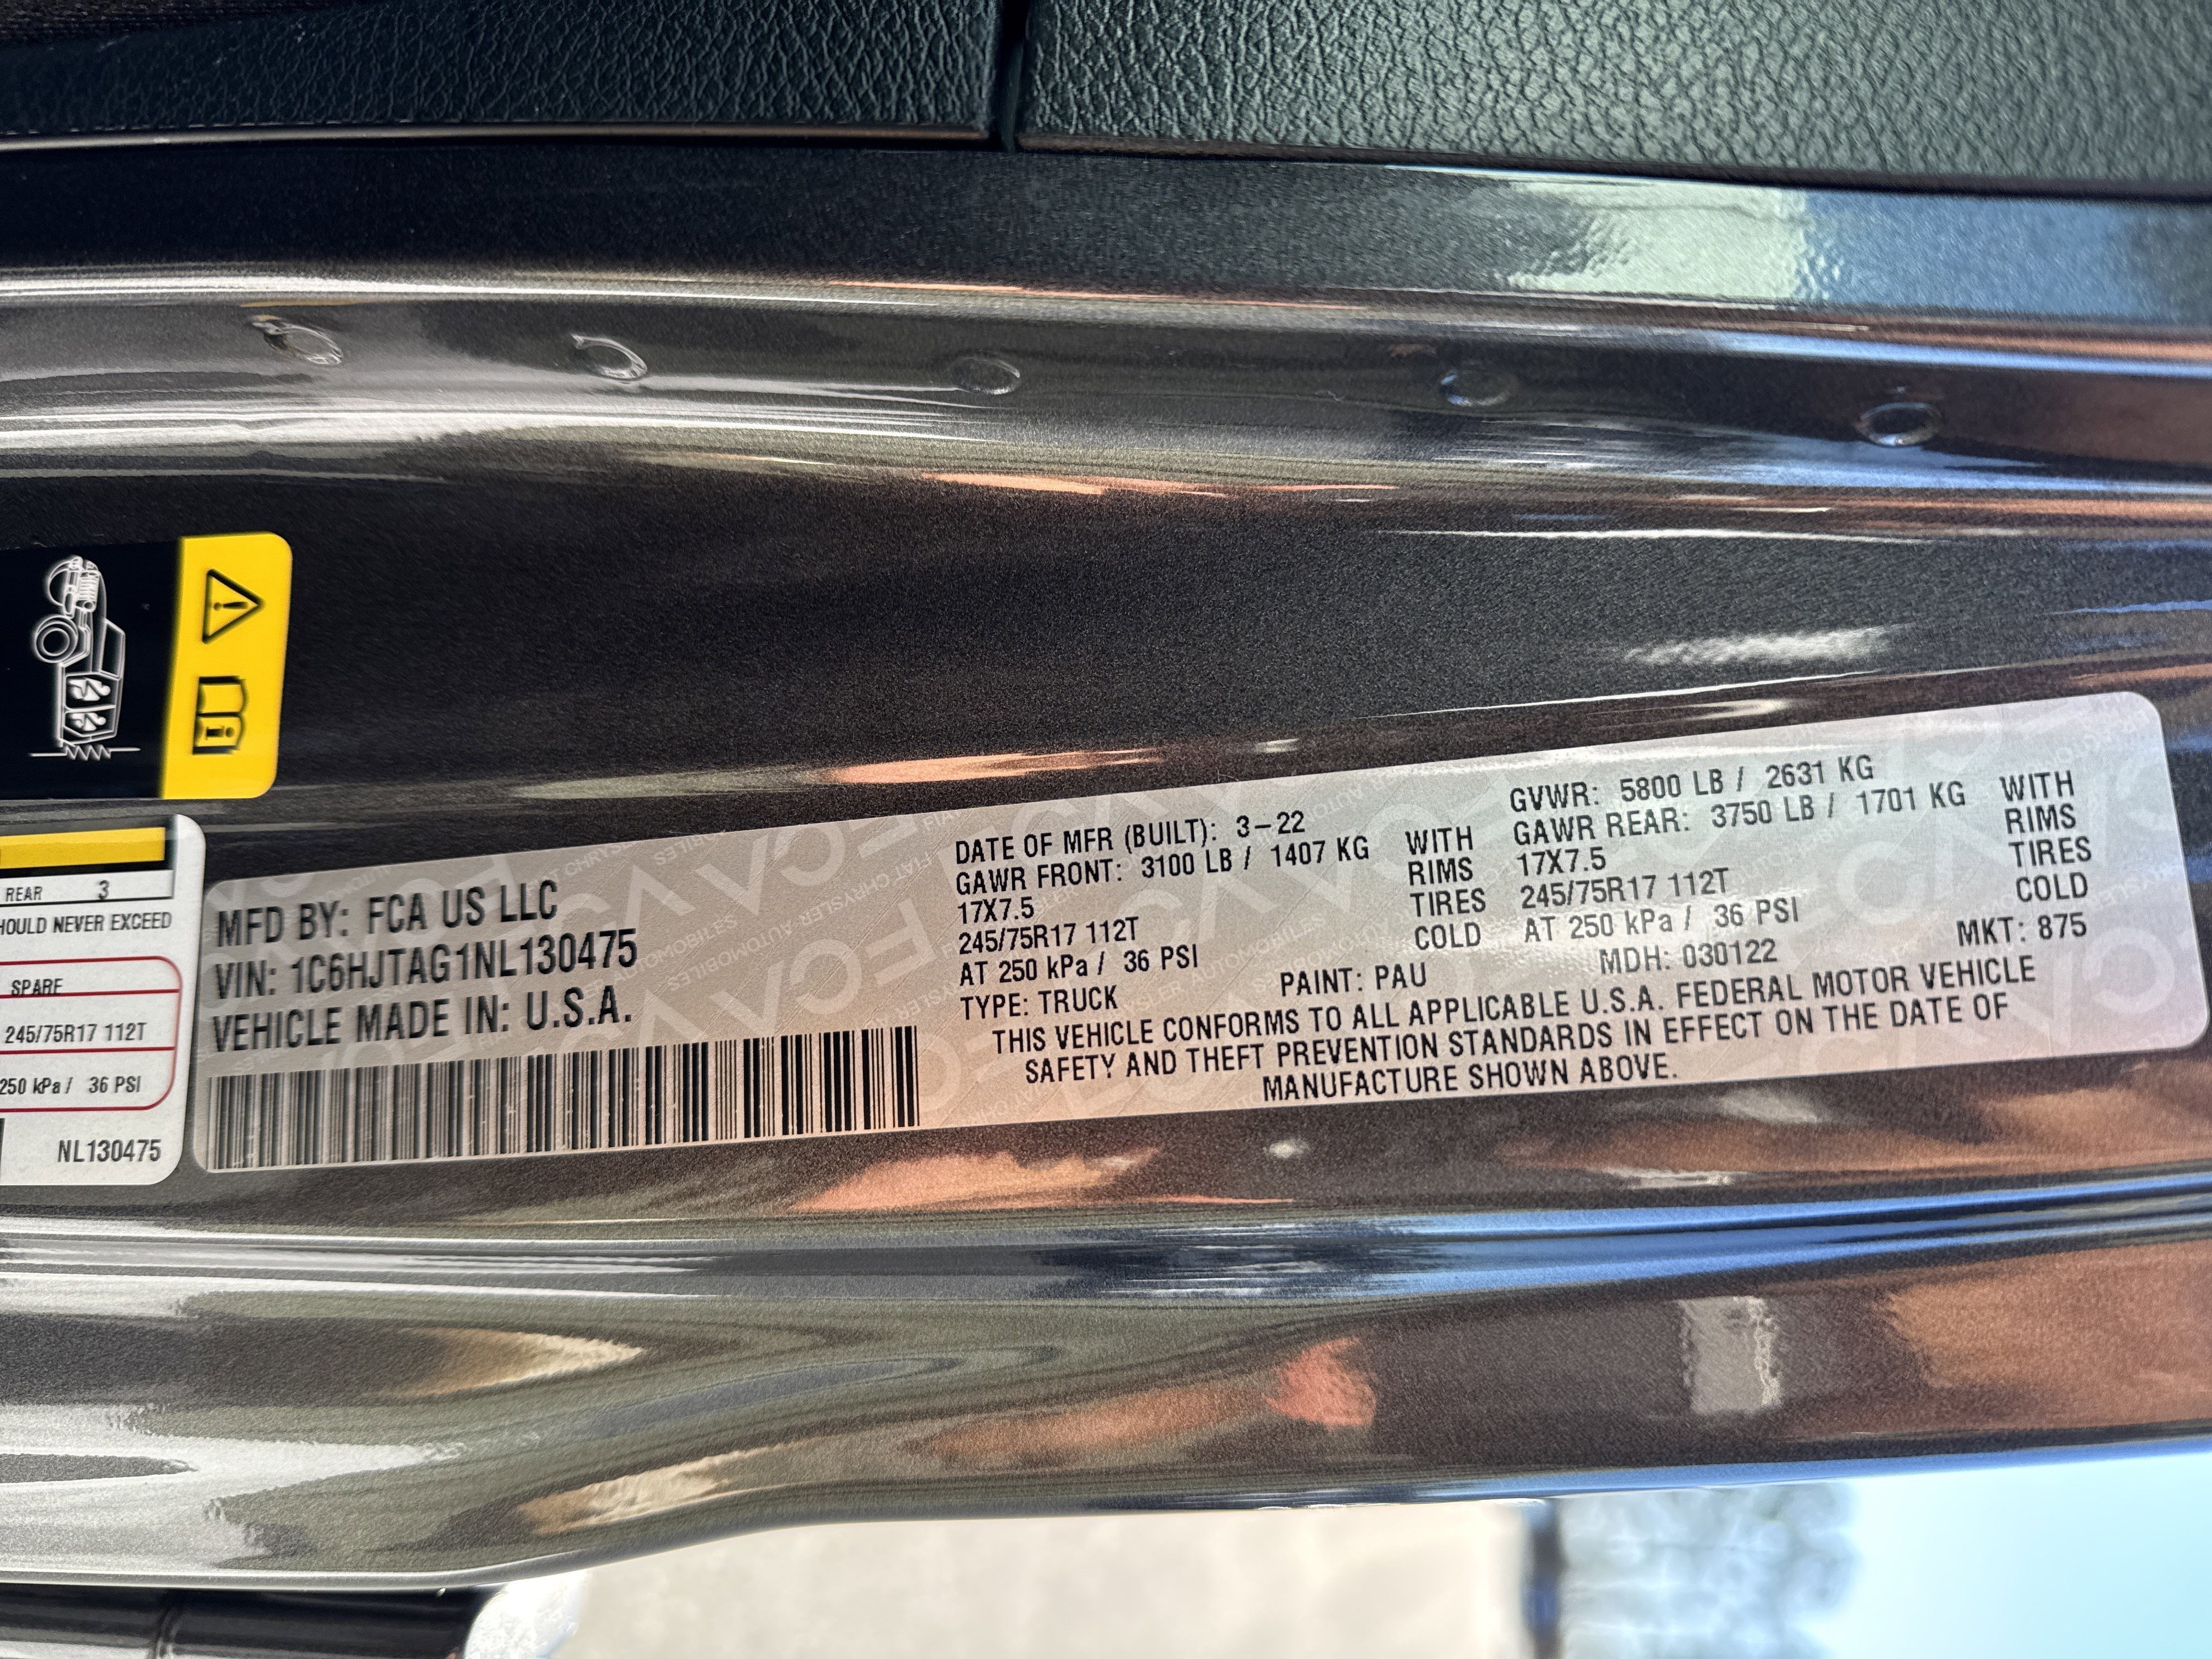 REAR 3
HOULD NEVER EXCEED
SPARE
245/75R17 112T
250 kPa / 36 PSI
NL130475
MFD BY: FCA US LLC
VIN: 1C6HJTAG1NL130475
VEHICLE MADE IN: U.S.A.
DATE OF MFR (BUILT): 3-22 GVWR: 5800 LB / 2631 KG
GAWR FRONT: 3100 LB / 1407 KG WITH GAWR REAR: 3750 LB / 1701 KG WITH
17X7.5 RIMS 17X7.5 RIMS
245/75R17 112T TIRES 245/75R17 112T TIRES
AT 250 kPa / 36 PSI COLD AT 250 kPa / 36 PSI COLD
TYPE: TRUCK PAINT: PAU MDH: 030122 MKT: 875
THIS VEHICLE CONFORMS TO ALL APPLICABLE U.S.A. FEDERAL MOTOR VEHICLE
SAFETY AND THEFT PREVENTION STANDARDS IN EFFECT ON THE DATE OF
MANUFACTURE SHOWN ABOVE.